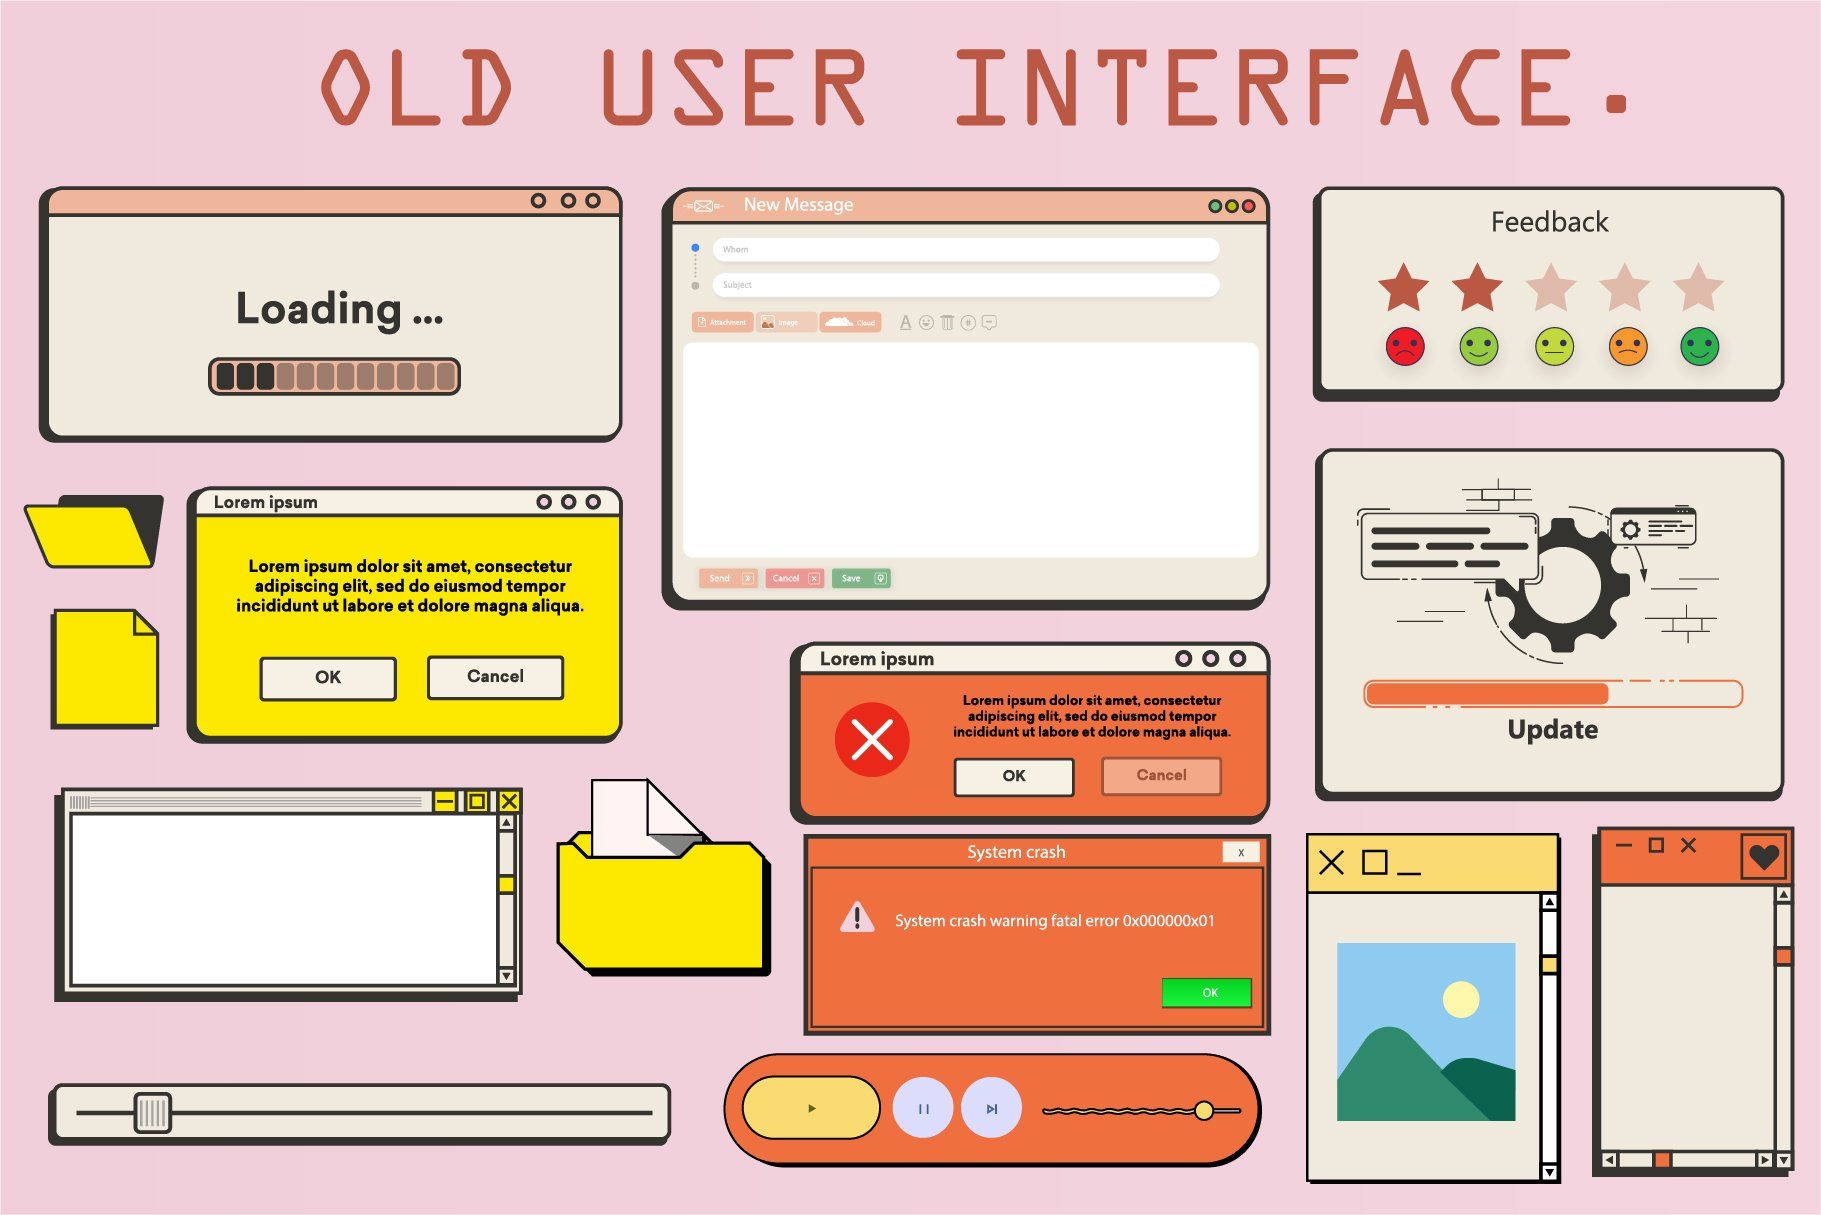 OLD USER INTERFACE.
Loading ...
New Message
Whom
Subject
Attachment
Image
Cloud
A
Send
Cancel
Save
Feedback
Lorem ipsum
Lorem ipsum dolor sit amet, consectetur
adipiscing elit, sed do eiusmod tempor
incididunt ut labore et dolore magna aliqua.
OK
Cancel
Lorem ipsum
Lorem ipsum dolor sit amet, consectetur
adipiscing elit, sed do eiusmod tempor
incididunt ut labore et dolore magna aliqua.
OK
Cancel
Update
System crash
x
System crash warning fatal error 0x000000x01
OK